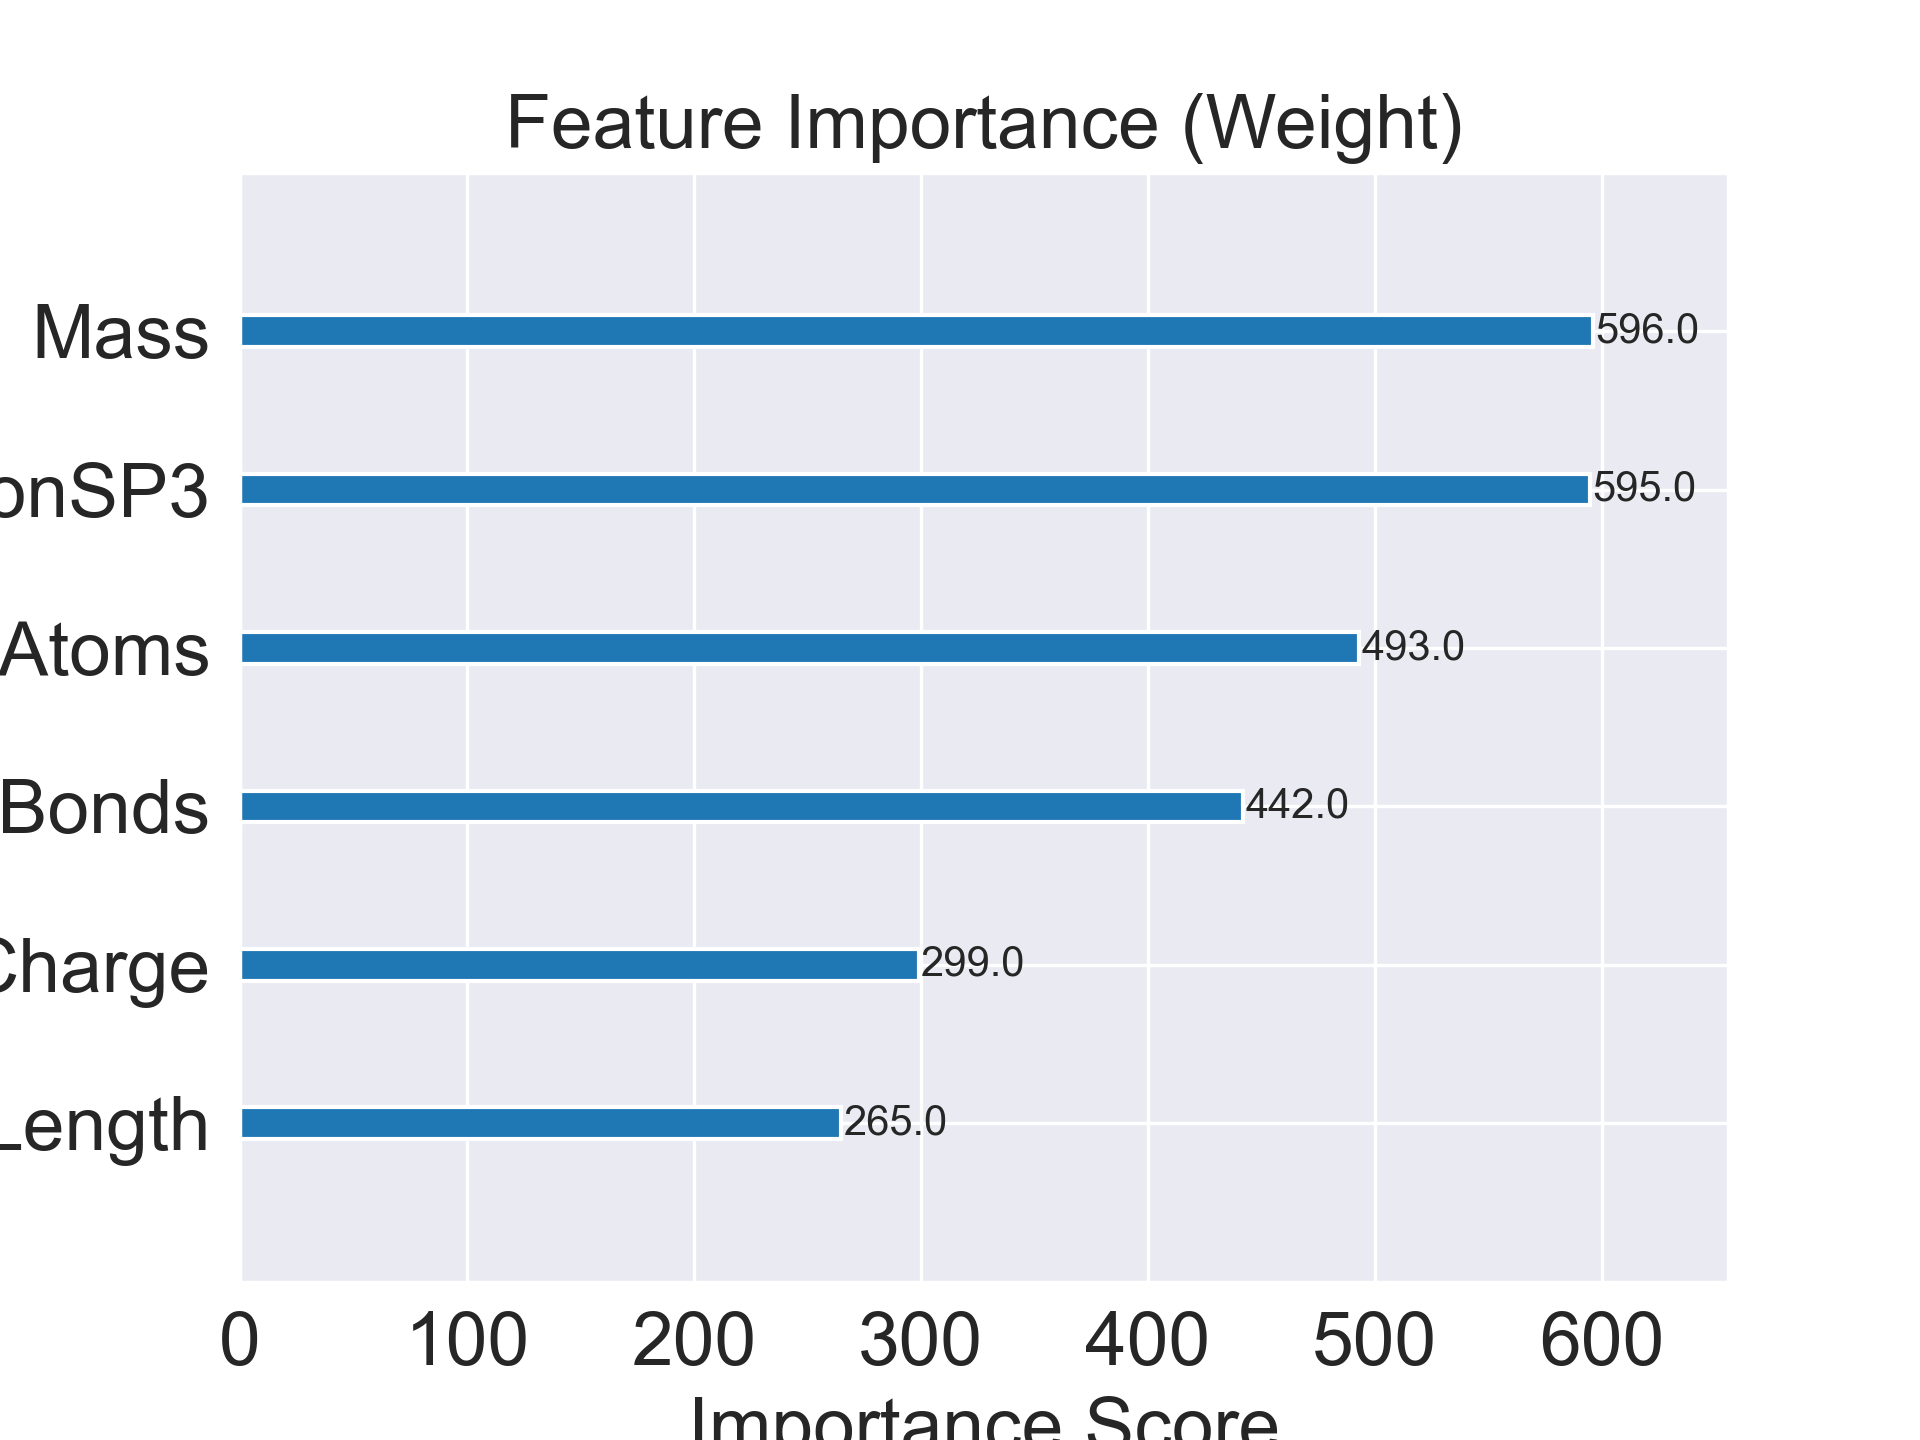 Feature Importance (Weight)
Mass
596.0
onSP3
595.0
Atoms
493.0
Bonds
442.0
Charge
299.0
Length
265.0
0 100 200 300 400 500 600
Importance Score